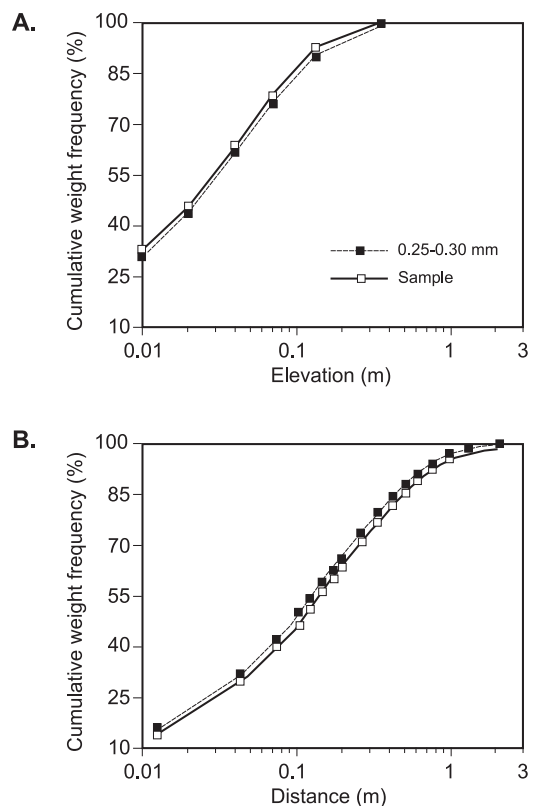 A.
Cumulative weight frequency (%)
100
85
70
55
40
25
10
0.01
0.1
1
3
Elevation (m)
0.25-0.30 mm
Sample
B.
Cumulative weight frequency (%)
100
85
70
55
40
25
10
0.01
0.1
1
3
Distance (m)